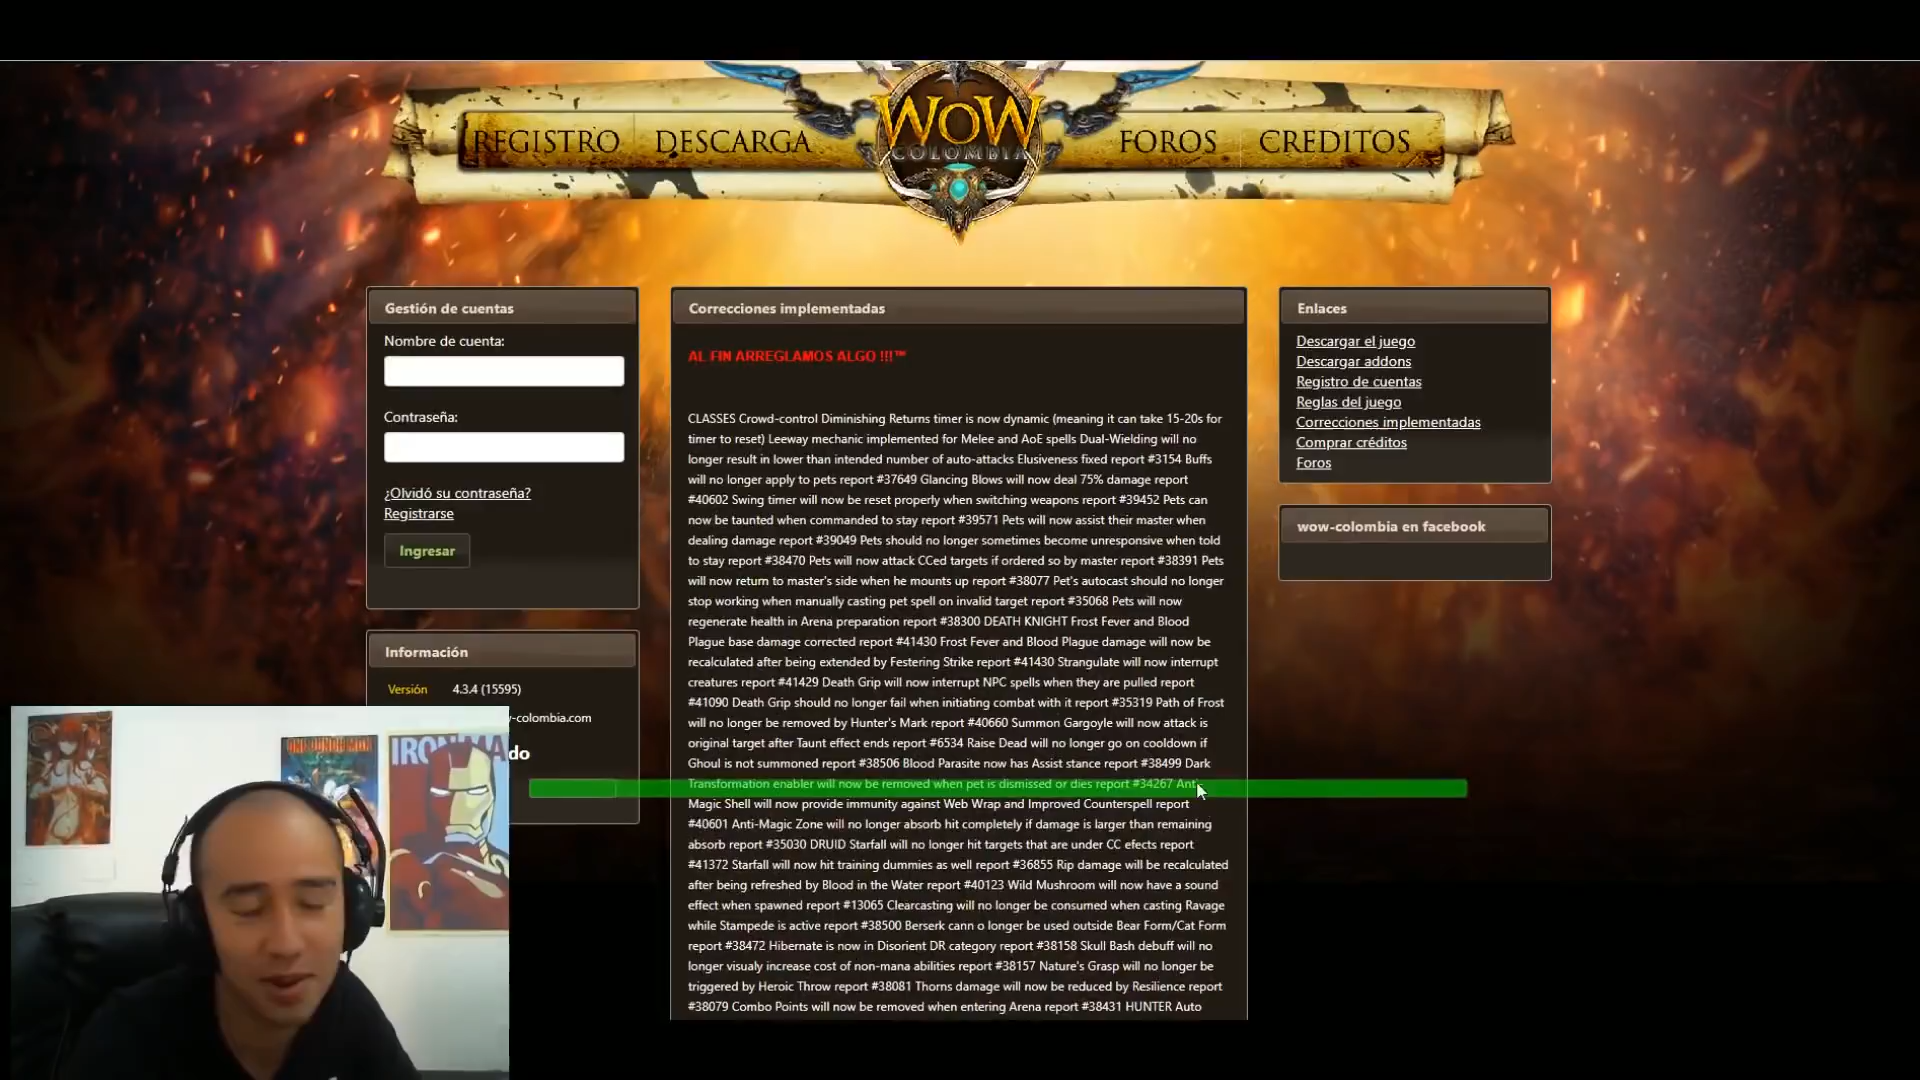 REGISTRO
DESCARGA
WOW
COLOMBIA
FOROS
CREDITOS
Gestión de cuentas
Nombre de cuenta:
Contraseña:
¿Olvidó su contraseña?
Registrarse
Ingresar
Información
Versión 4.3.4 (15595)
w-colombia.com
do
Correcciones implementadas
AL FIN ARREGLAMOS ALGO !!!™
CLASSES Crowd-control Diminishing Returns timer is now dynamic (meaning it can take 15-20s for
timer to reset) Leeway mechanic implemented for Melee and AoE spells Dual-Wielding will no
longer result in lower than intended number of auto-attacks Elusiveness fixed report #3154 Buffs
will no longer apply to pets report #37649 Glancing Blows will now deal 75% damage report
#40602 Swing timer will now be reset properly when switching weapons report #39452 Pets can
now be taunted when commanded to stay report #39571 Pets will now assist their master when
dealing damage report #39049 Pets should no longer sometimes become unresponsive when told
to stay report #38470 Pets will now attack CCed targets if ordered so by master report #38391 Pets
will now return to master's side when he mounts up report #38077 Pet's autocast should no longer
stop working when manually casting pet spell on invalid target report #35068 Pets will now
regenerate health in Arena preparation report #38300 DEATH KNIGHT Frost Fever and Blood
Plague base damage corrected report #41430 Frost Fever and Blood Plague damage will now be
recalculated after being extended by Festering Strike report #41430 Strangulate will now interrupt
creatures report #41429 Death Grip will now interrupt NPC spells when they are pulled report
#41090 Death Grip should no longer fail when initiating combat with it report #35319 Path of Frost
will no longer be removed by Hunter's Mark report #40660 Summon Gargoyle will now attack is
original target after Taunt effect ends report #6534 Raise Dead will no longer go on cooldown if
Ghoul is not summoned report #38506 Blood Parasite now has Assist stance report #38499 Dark
Transformation enabler will now be removed when pet is dismissed or dies report #34267 Anti
Magic Shell will now provide immunity against Web Wrap and Improved Counterspell report
#40601 Anti-Magic Zone will no longer absorb hit completely if damage is larger than remaining
absorb report #35030 DRUID Starfall will no longer hit targets that are under CC efects report
#41372 Starfall will now hit training dummies as well report #36855 Rip damage will be recalculated
after being refreshed by Blood in the Water report #40123 Wild Mushroom will now have a sound
effect when spawned report #13065 Clearcasting will no longer be consumed when casting Ravage
while Stampede is active report #38500 Berserk cann o longer be used outside Bear Form/Cat Form
report #38472 Hibernate is now in Disorient DR category report #38158 Skull Bash debuff will no
longer visualy increase cost of non-mana abilities report #38157 Nature's Grasp will no longer be
triggered by Heroic Throw report #38081 Thorns damage will now be reduced by Resilience report
#38079 Combo Points will now be removed when entering Arena report #38431 HUNTER Auto
Enlaces
Descargar el juego
Descargar addons
Registro de cuentas
Reglas del juego
Correcciones implementadas
Comprar créditos
Foros
wow-colombia en facebook